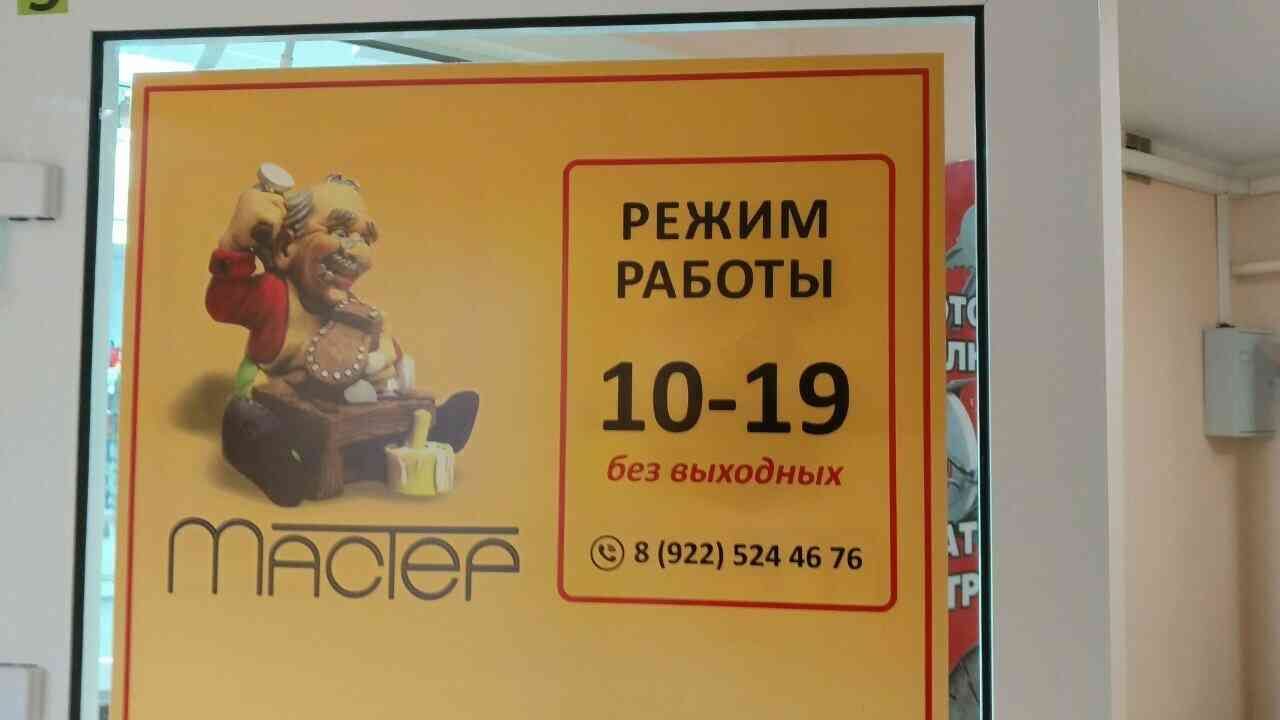 Мастер
РЕЖИМ
РАБОТЫ
10-19
без выходных
8 (922) 524 46 76